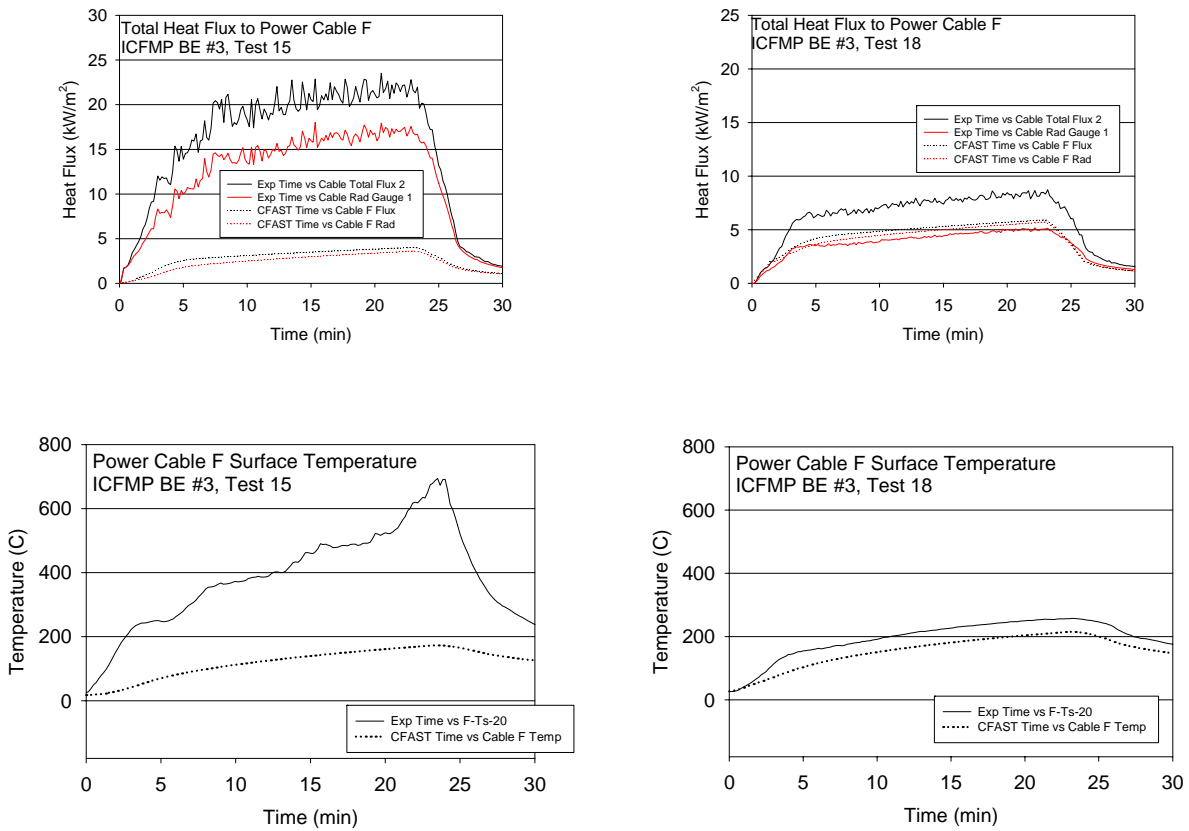 Total Heat Flux to Power Cable F
ICFMP BE #3, Test 15
Heat Flux (kW/m²)
30
25
20
15
10
5
0
Exp Time vs Cable Total Flux 2
Exp Time vs Cable Rad Gauge 1
CFAST Time vs Cable F Flux
CFAST Time vs Cable F Rad
0 5 10 15 20 25 30
Time (min)
Total Heat Flux to Power Cable F
ICFMP BE #3, Test 18
Heat Flux (kW/m²)
25
20
15
10
5
0
Exp Time vs Cable Total Flux 2
Exp Time vs Cable Rad Gauge 1
CFAST Time vs Cable F Flux
CFAST Time vs Cable F Rad
0 5 10 15 20 25 30
Time (min)
Power Cable F Surface Temperature
ICFMP BE #3, Test 15
Temperature (C)
800
600
400
200
0
Exp Time vs F-Ts-20
CFAST Time vs Cable F Temp
0 5 10 15 20 25 30
Time (min)
Power Cable F Surface Temperature
ICFMP BE #3, Test 18
Temperature (C)
800
600
400
200
0
Exp Time vs F-Ts-20
CFAST Time vs Cable F Temp
0 5 10 15 20 25 30
Time (min)